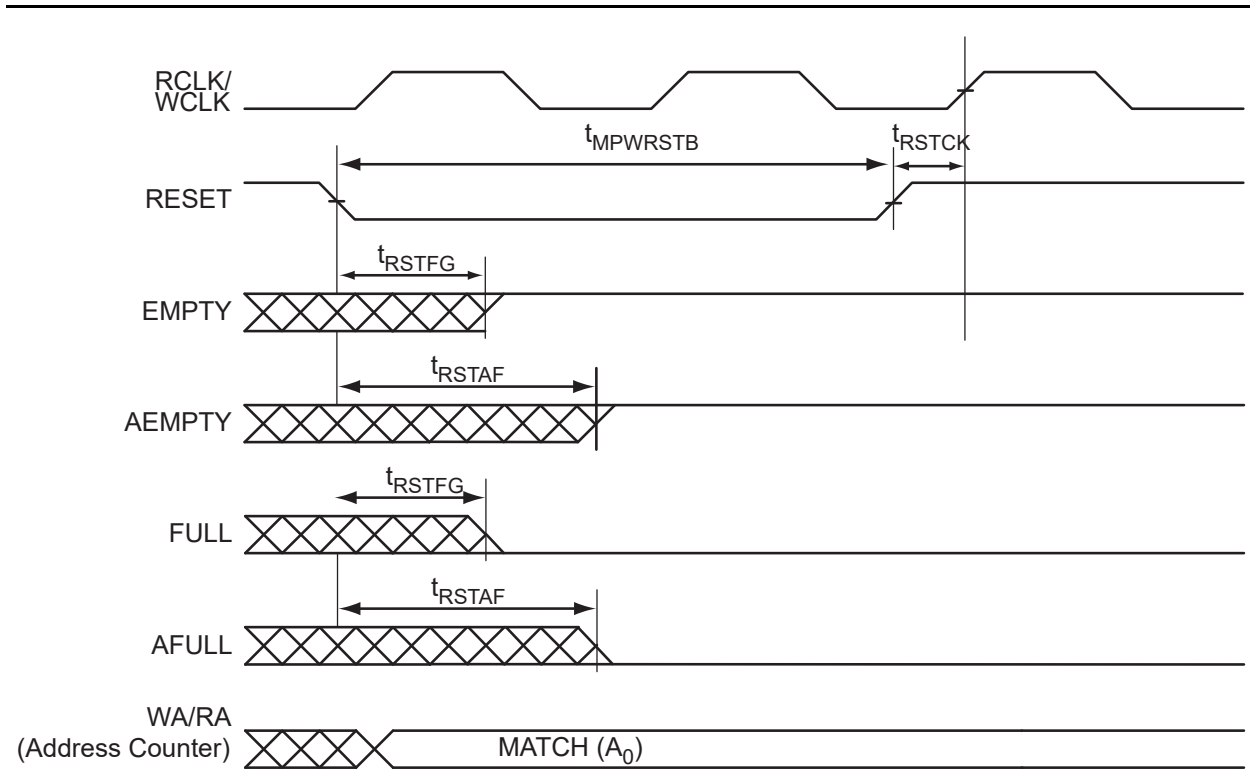 RCLK/
WCLK
tMPWRSTB
tRSTCK
RESET
tRSTFG
EMPTY
tRSTAF
AEMPTY
tRSTFG
FULL
tRSTAF
AFULL
WA/RA
(Address Counter)
MATCH (A0)